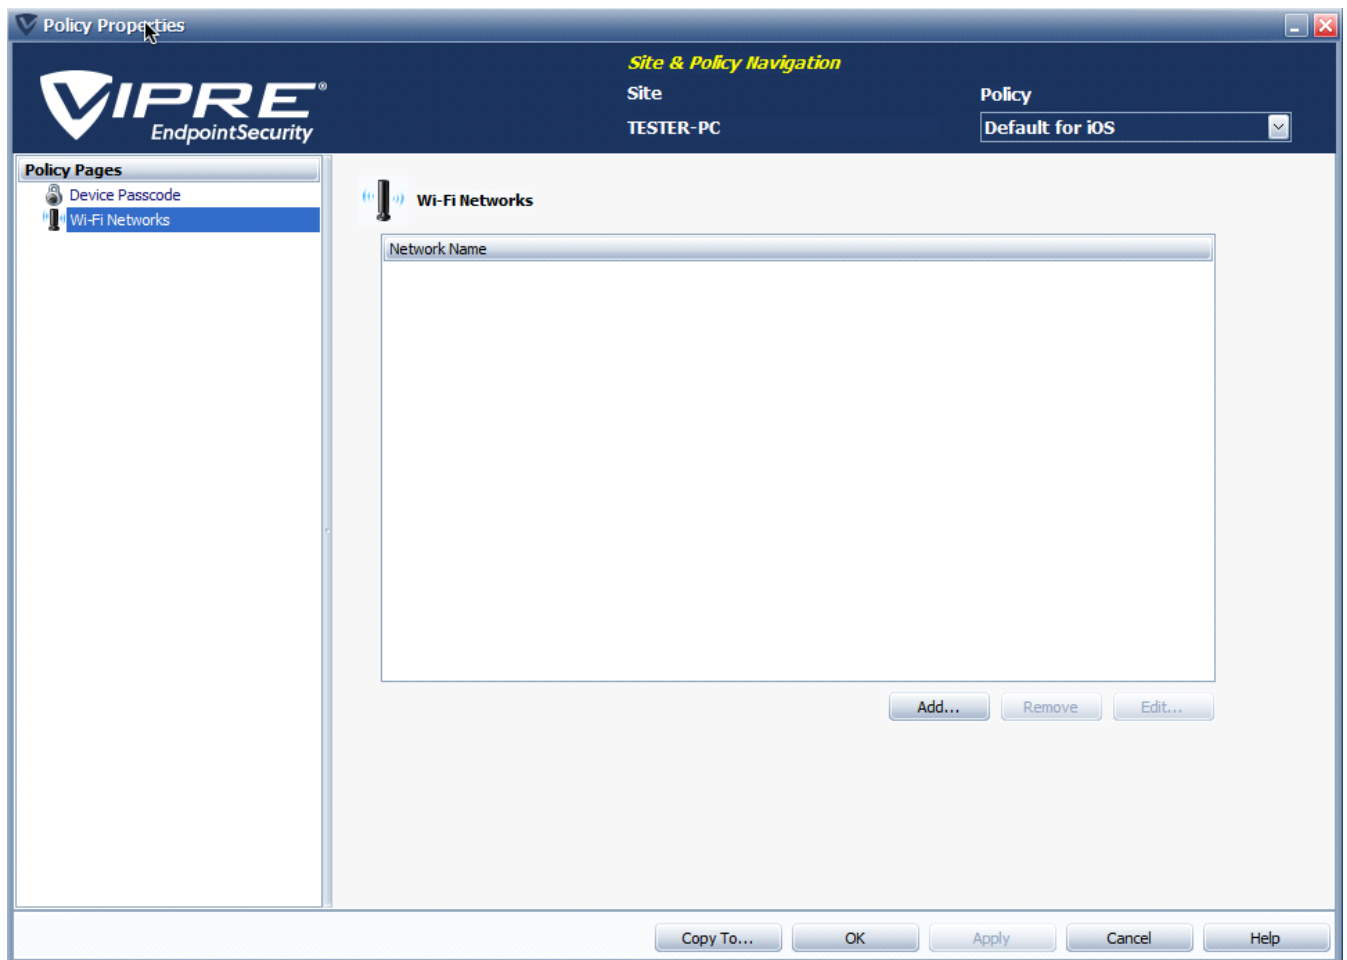 Policy Properties
Site & Policy Navigation
VIPRE®
EndpointSecurity
Site
Policy
TESTER-PC
Default for iOS
Policy Pages
Device Passcode
Wi-Fi Networks
Wi-Fi Networks
Network Name
Add...
Remove
Edit...
Copy To...
OK
Apply
Cancel
Help